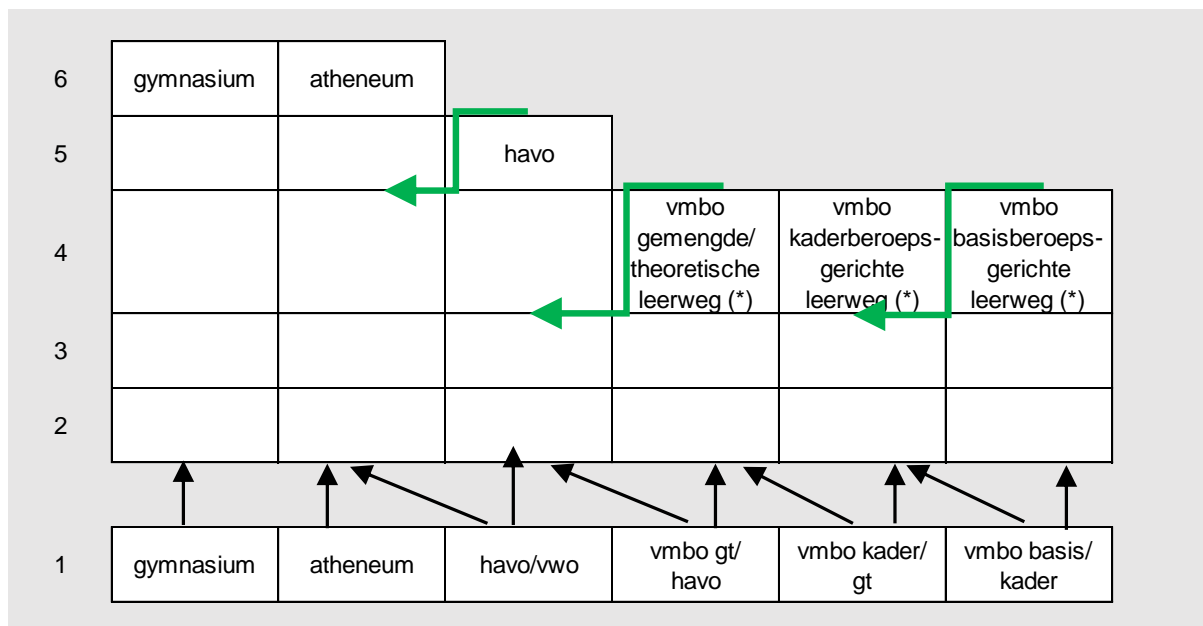 6
gymnasium
atheneum
5
havo
4
vmbo
gemengde/
theoretische
leerweg (*)
vmbo
kaderberoeps-
gerichte
leerweg (*)
vmbo
basisberoeps-
gerichte
leerweg (*)
3
2
1
gymnasium
atheneum
havo/vwo
vmbo gt/
havo
vmbo kader/
gt
vmbo basis/
kader